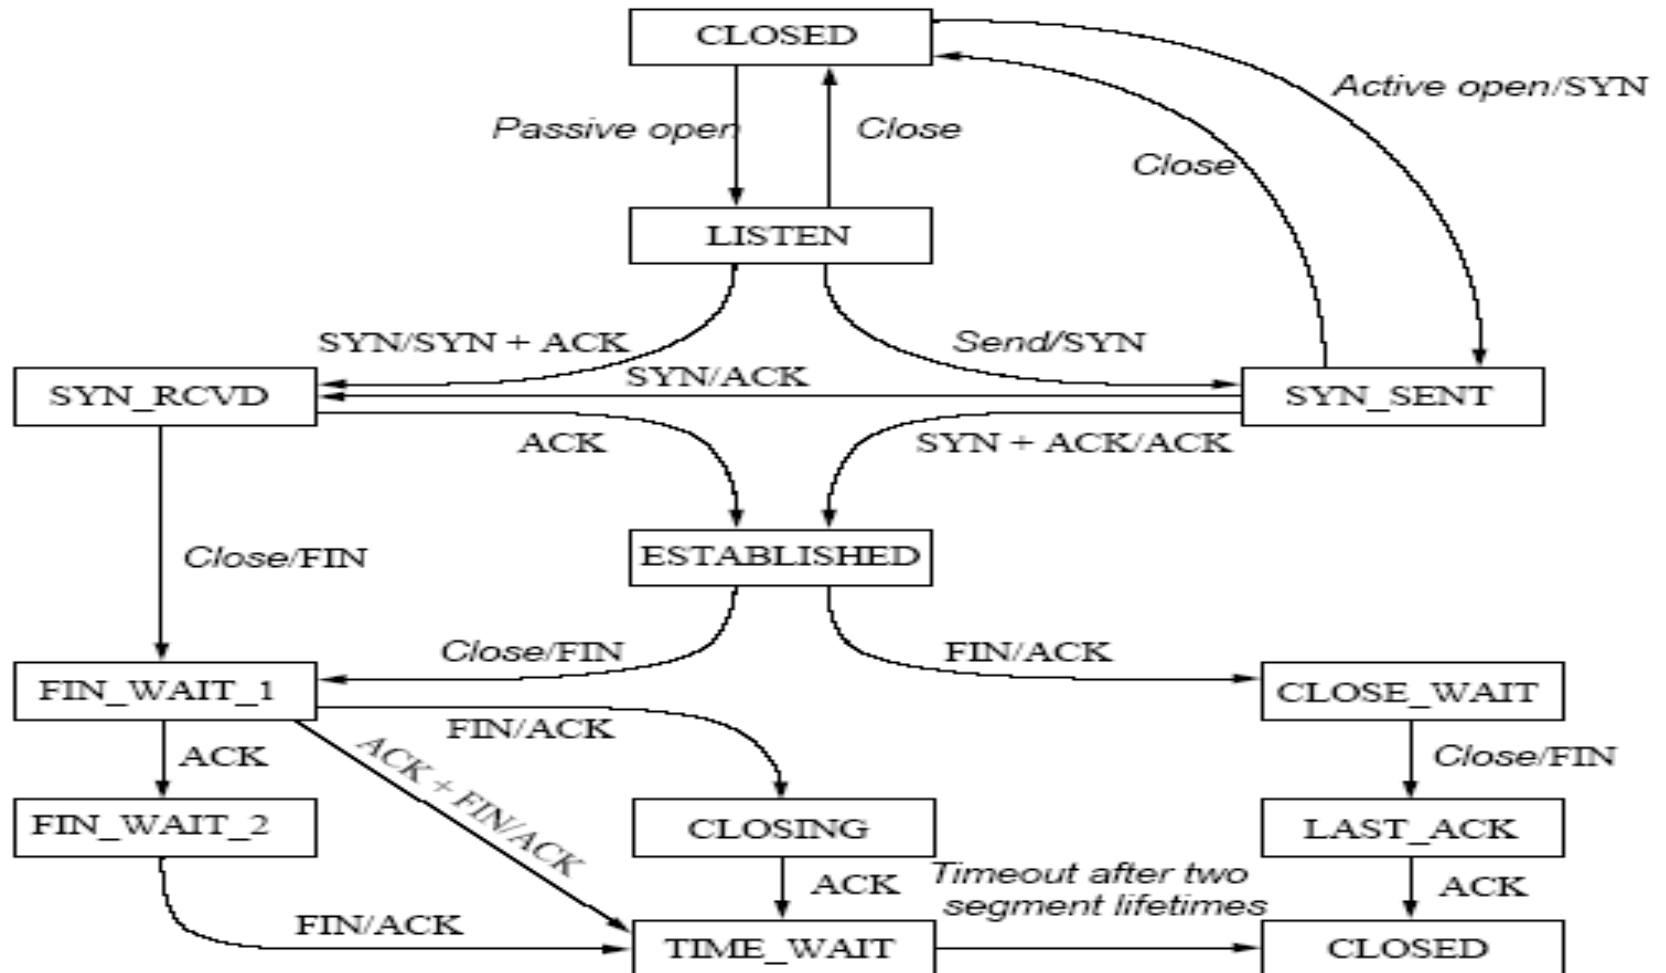 CLOSED
Active open/SYN
Passive open
Close
Close
LISTEN
SYN/SYN + ACK
Send/SYN
SYN/ACK
SYN_RCVD
SYN_SENT
ACK
SYN + ACK/ACK
Close/FIN
ESTABLISHED
Close/FIN
FIN/ACK
FIN_WAIT_1
CLOSE_WAIT
FIN/ACK
ACK
ACK + FIN/ACK
Close/FIN
FIN_WAIT_2
CLOSING
LAST_ACK
ACK
Timeout after two
segment lifetimes
ACK
FIN/ACK
TIME_WAIT
CLOSED